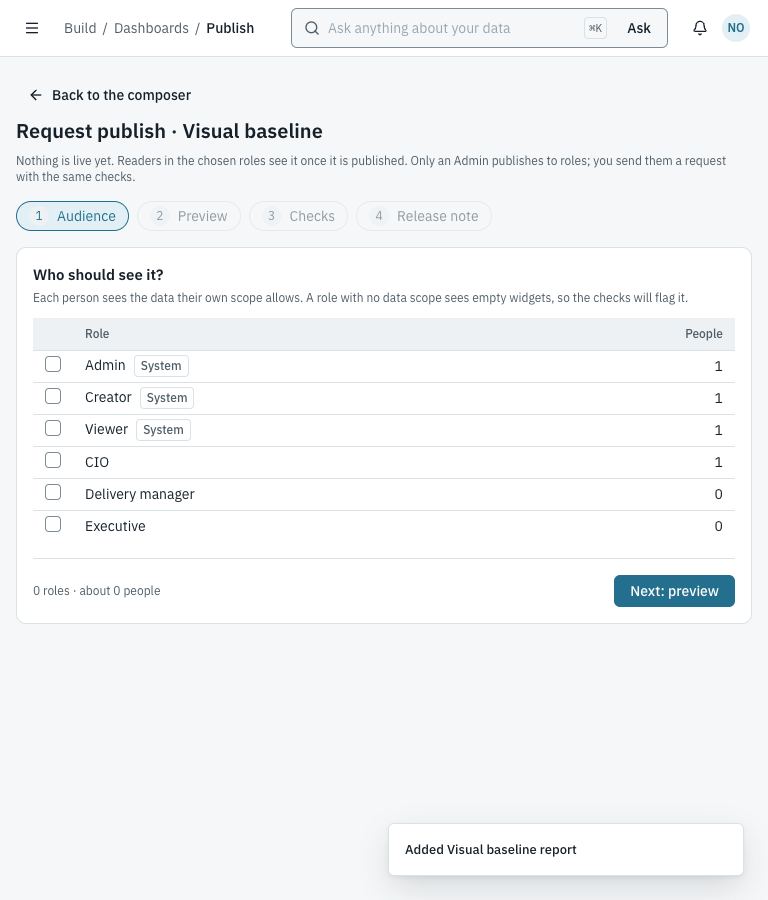 Build / Dashboards / Publish
Ask anything about your data
⌘K
Ask
NO
Back to the composer
Request publish · Visual baseline
Nothing is live yet. Readers in the chosen roles see it once it is published. Only an Admin publishes to roles; you send them a request
with the same checks.
1 Audience
2 Preview
3 Checks
4 Release note
Who should see it?
Each person sees the data their own scope allows. A role with no data scope sees empty widgets, so the checks will flag it.
Role People
Admin System 1
Creator System 1
Viewer System 1
CIO 1
Delivery manager 0
Executive 0
0 roles · about 0 people
Next: preview
Added Visual baseline report